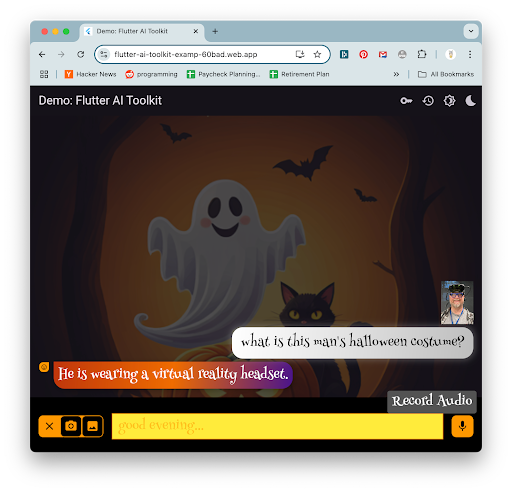 Demo: Flutter AI Toolkit
flutter-ai-toolkit-examp-60bad.web.app
Hacker News programming Paycheck Planning... Retirement Plan » All Bookmarks
Demo: Flutter AI Toolkit
what is this man's halloween costume?
He is wearing a virtual reality headset.
Record Audio
good evening...